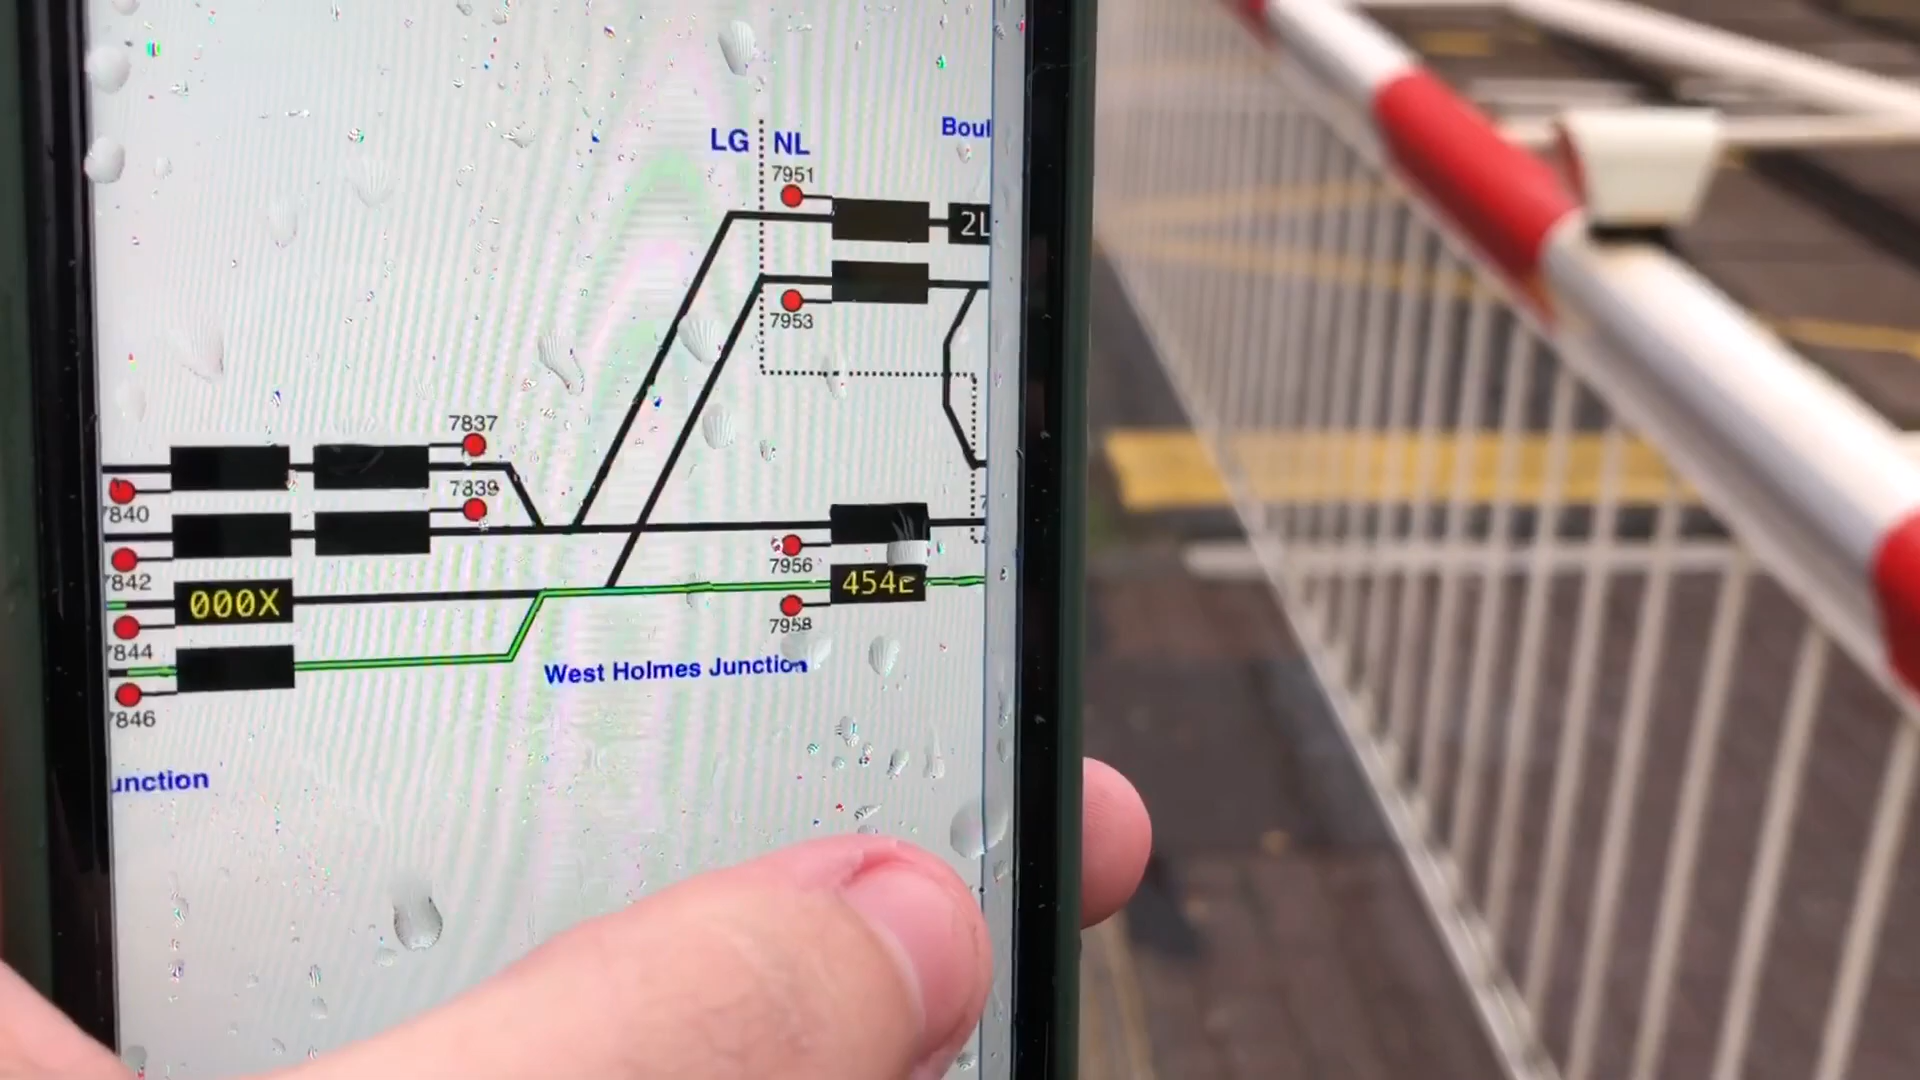 LG NL
Boul
7951
2L
7953
7837
7839
7840
7842
7956
000X
454E
7844
7958
West Holmes Junction
7846
unction